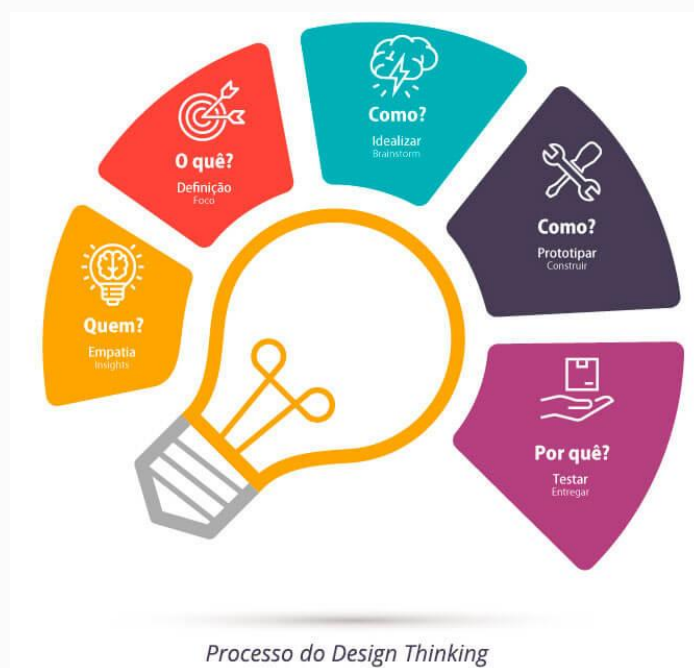 Quem?
Empatia
Insights
O quê?
Definição
Foco
Como?
Idealizar
Brainstorm
Como?
Prototipar
Construir
Por quê?
Testar
Entregar
Processo do Design Thinking